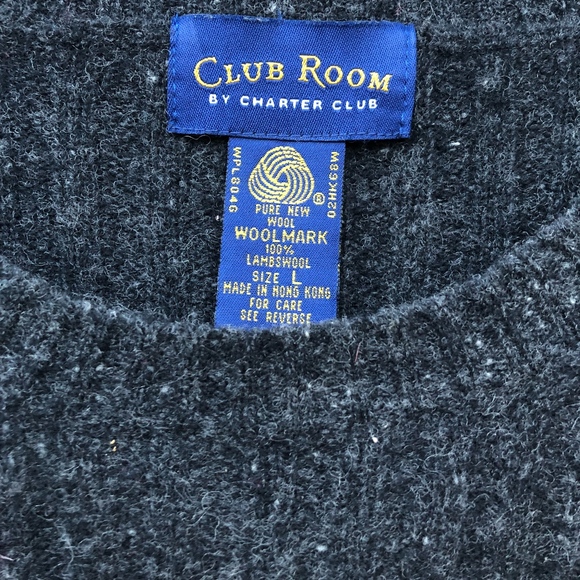 CLUB ROOM
BY CHARTER CLUB
WPL8046
02HK68W
®
PURE NEW
WOOL
WOOLMARK
100%
LAMBSWOOL
SIZE L
MADE IN HONG KONG
FOR CARE
SEE REVERSE